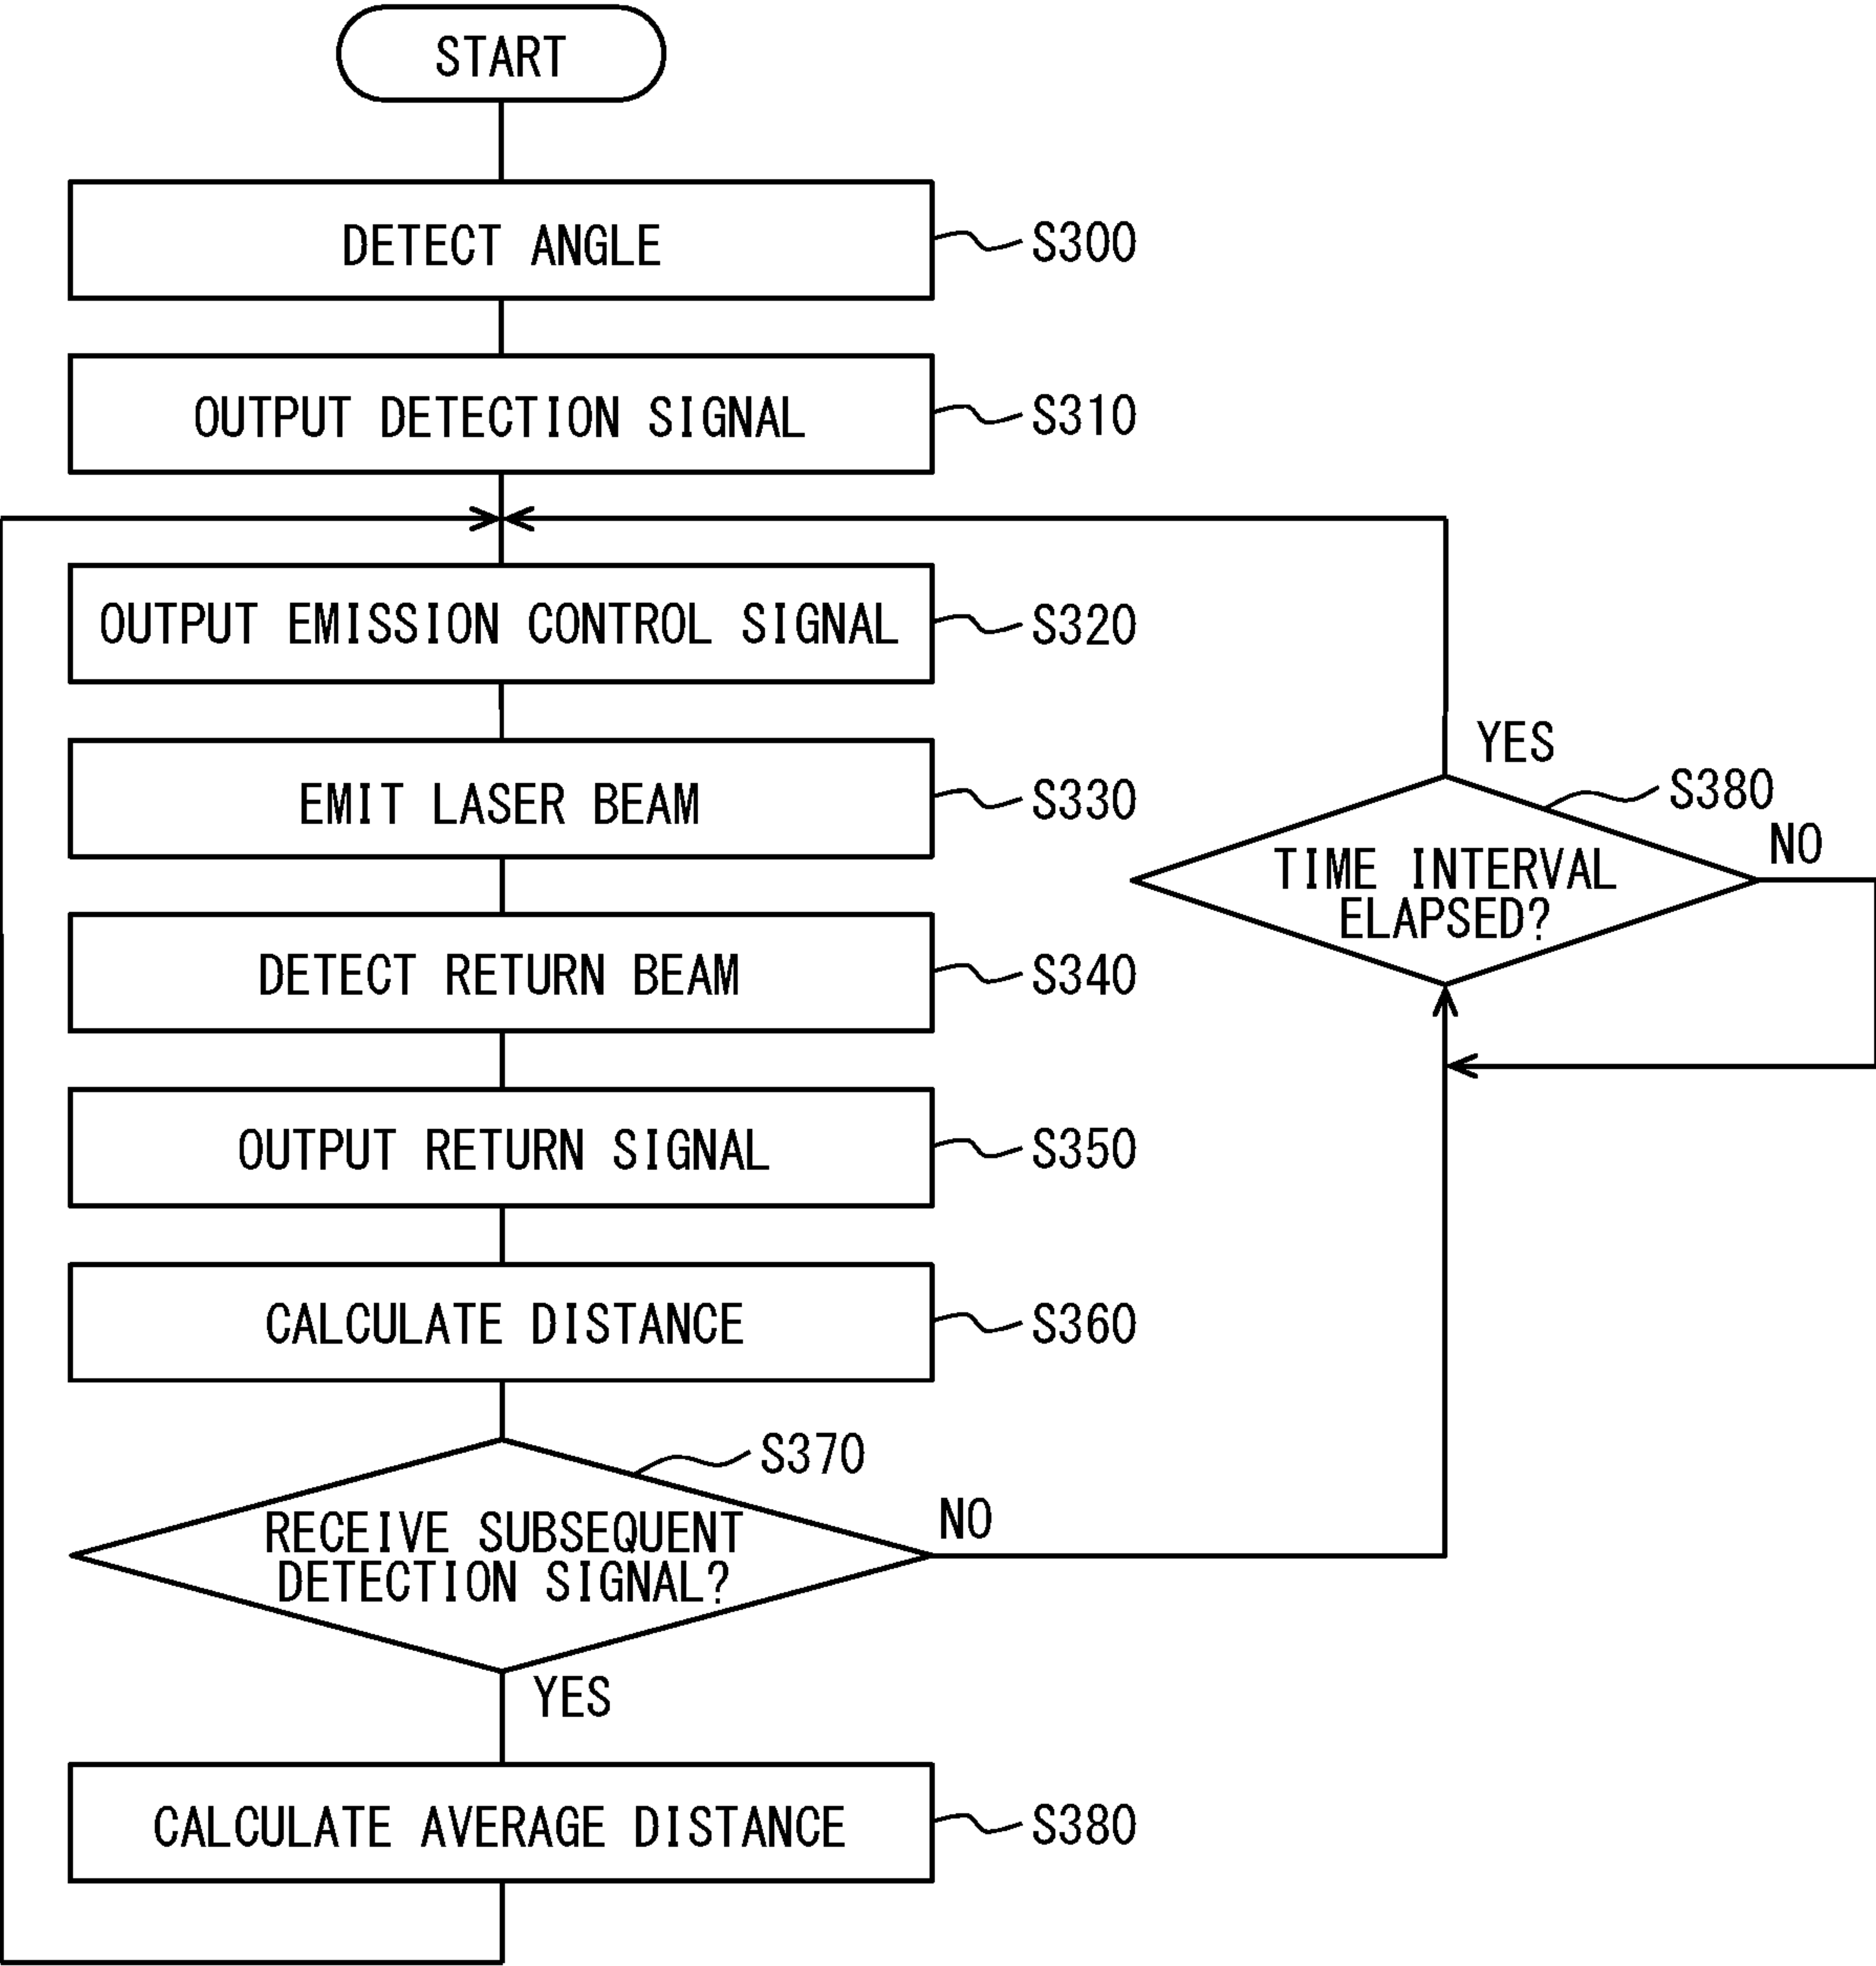 START
DETECT ANGLE
S300
OUTPUT DETECTION SIGNAL
S310
OUTPUT EMISSION CONTROL SIGNAL
S320
EMIT LASER BEAM
S330
DETECT RETURN BEAM
S340
OUTPUT RETURN SIGNAL
S350
CALCULATE DISTANCE
S360
S370
RECEIVE SUBSEQUENT
DETECTION SIGNAL?
NO
YES
CALCULATE AVERAGE DISTANCE
S380
YES
S380
TIME INTERVAL
ELAPSED?
NO